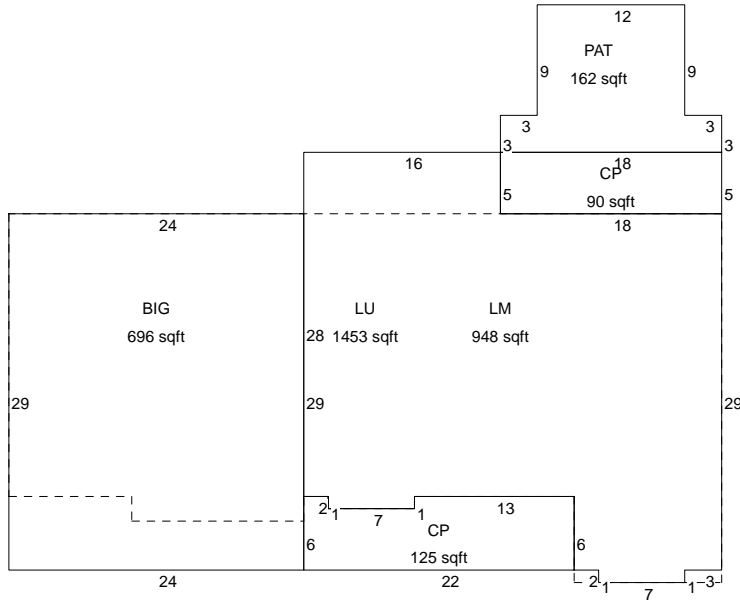 12
PAT
9 9
162 sqft
3 3
3 3
16 18
CP
5 5
90 sqft
24 18
BIG LU LM
28
696 sqft 1453 sqft 948 sqft
29 29 29
2 1 7 1 13
CP
6 6
125 sqft
24 22 2 1 7 1 3